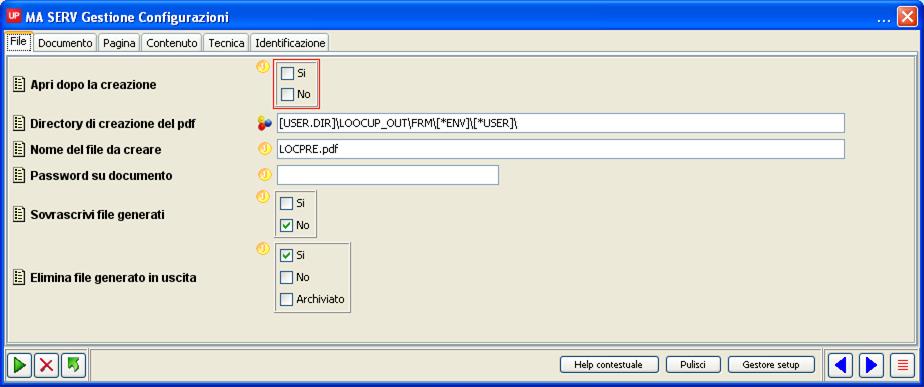 UP MA SERV Gestione Configurazioni ...
File Documento Pagina Contenuto Tecnica Identificazione
Apri dopo la creazione
Si
No
Directory di creazione del pdf [USER.DIR]\LOOCUP_OUT\FRM\[*ENV]\[*USER]\
Nome del file da creare LOCPRE.pdf
Password su documento
Sovrascrivi file generati
Si
No
Elimina file generato in uscita
Si
No
Archiviato
Help contestuale Pulisci Gestore setup